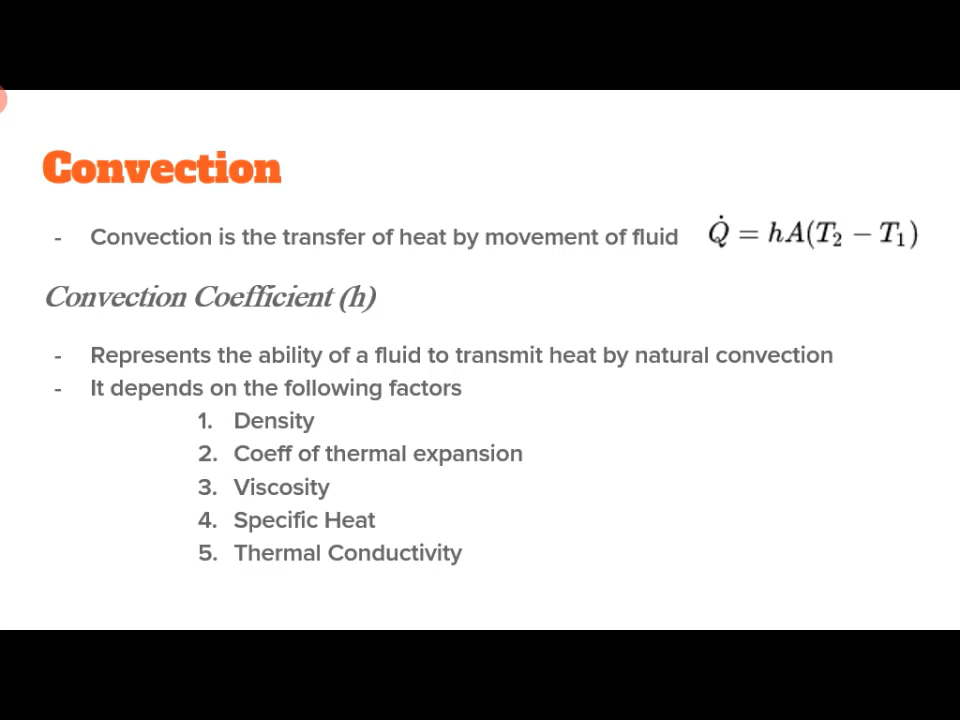 Convection
- Convection is the transfer of heat by movement of fluid Q̇ = hA(T₂ − T₁)
Convection Coefficient (h)
- Represents the ability of a fluid to transmit heat by natural convection
- It depends on the following factors
1. Density
2. Coeff of thermal expansion
3. Viscosity
4. Specific Heat
5. Thermal Conductivity